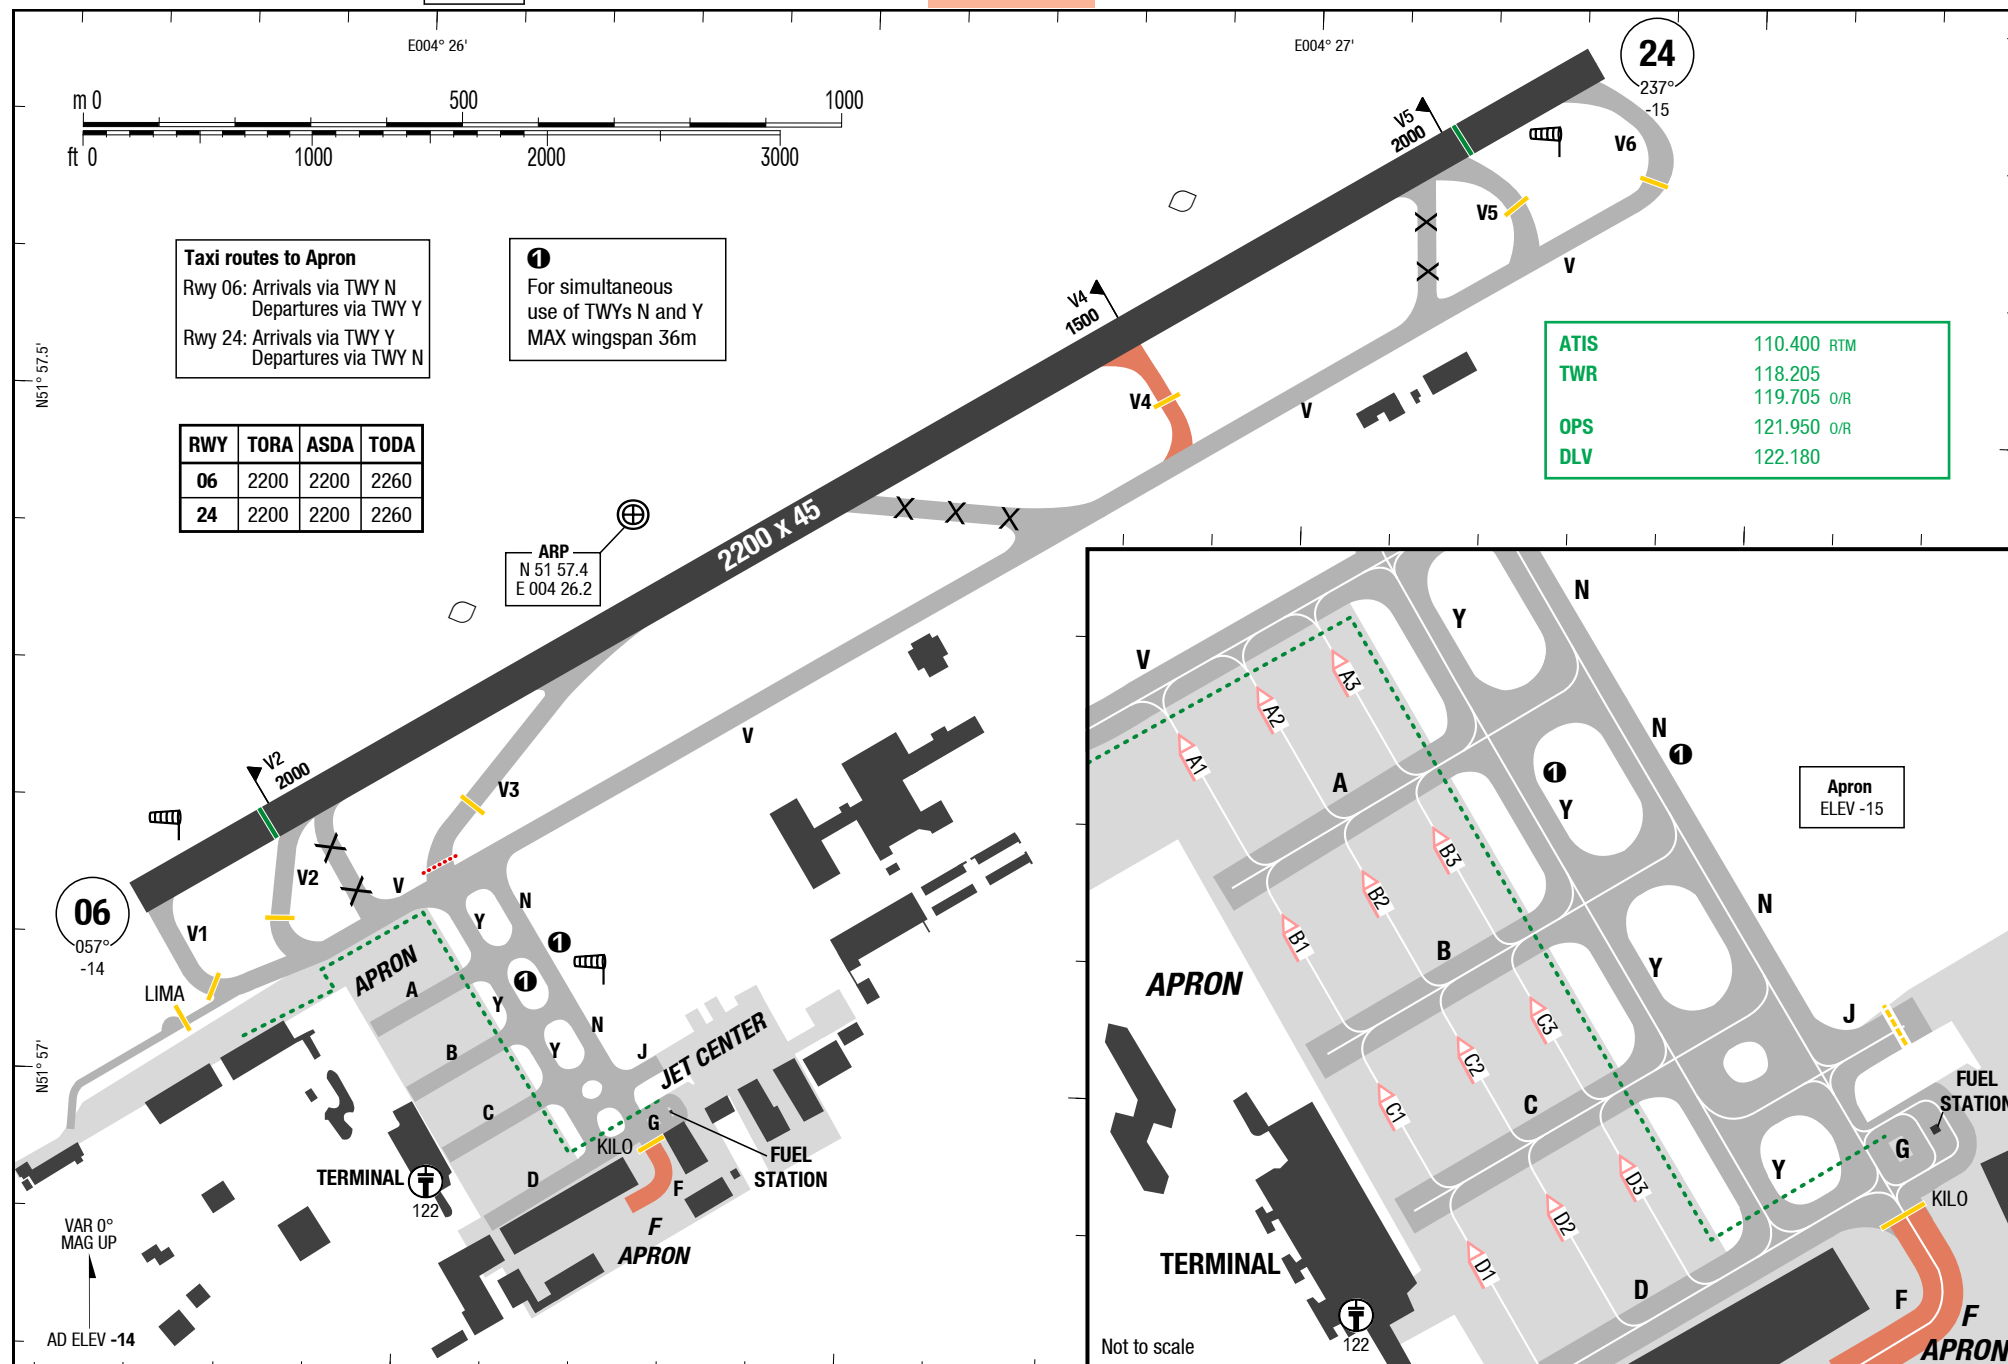 E004° 26'
E004° 27'
24
237°
-15
m 0 500 1000
ft 0 1000 2000 3000
V5
2000
V6
V5
V
Taxi routes to Apron
Rwy 06: Arrivals via TWY N
Departures via TWY Y
Rwy 24: Arrivals via TWY Y
Departures via TWY N
1
For simultaneous
use of TWYs N and Y
MAX wingspan 36m
V4
1500
V4
V
N51° 57.5'
ATIS 110.400 RTM
TWR 118.205
119.705 O/R
OPS 121.950 O/R
DLV 122.180
RWY TORA ASDA TODA
06 2200 2200 2260
24 2200 2200 2260
ARP
N 51 57.4
E 004 26.2
2200 x 45
V
V2
2000
V3
V2
V
06
057°
-14
V1
LIMA
N
Y
1
1
APRON
A
Y
N
B
Y
J
JET CENTER
C
G
KILO
FUEL
STATION
D
F
TERMINAL
122
F
APRON
N51° 57'
VAR 0°
MAG UP
AD ELEV -14
N
Y
V
A3
A2
A1
N
1
1
Y
A
Apron
ELEV -15
B3
B2
B1
N
B
Y
APRON
C3
C2
C1
J
C
FUEL
STATION
G
Y
D3
D2
D1
KILO
TERMINAL
D
F
F
APRON
122
Not to scale